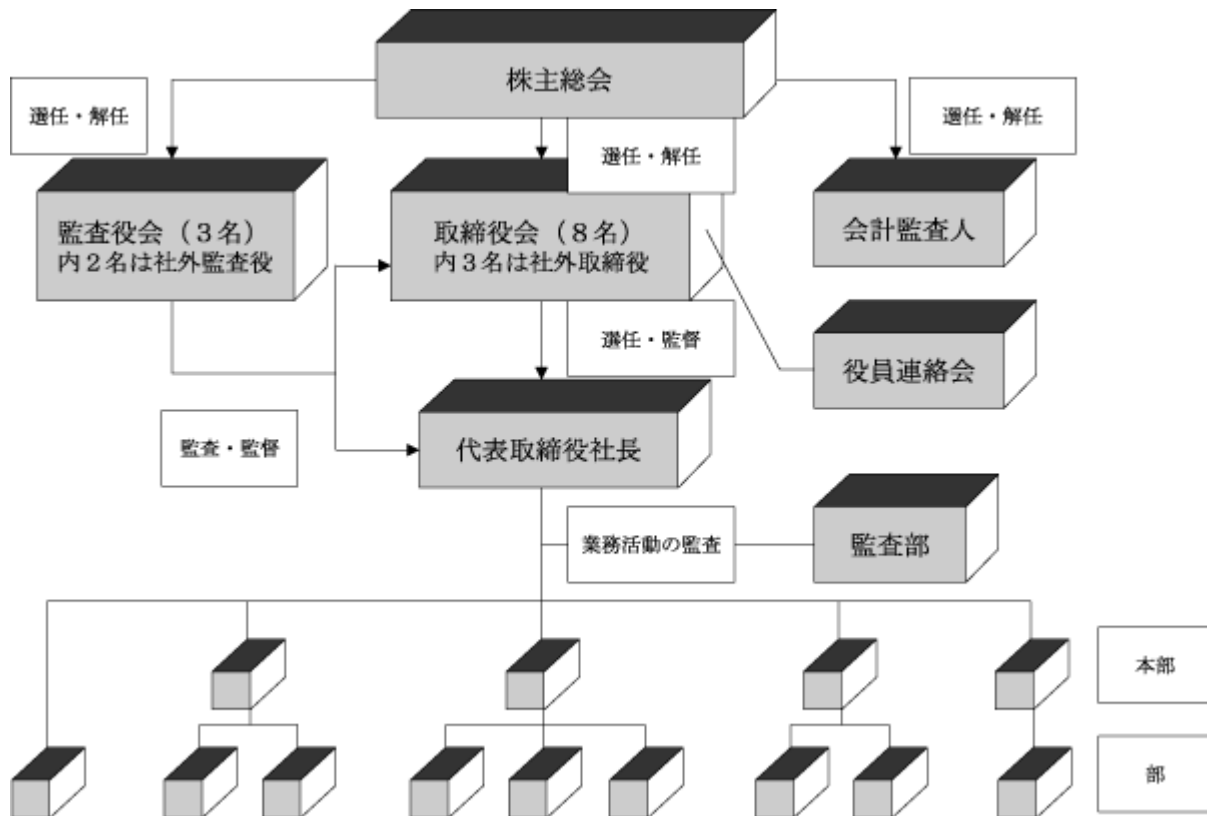 株主総会
選任・解任
選任・解任
選任・解任
監査役会（３名）
内２名は社外監査役
取締役会（８名）
内３名は社外取締役
会計監査人
選任・監督
役員連絡会
監査・監督
代表取締役社長
業務活動の監査
監査部
本部
部